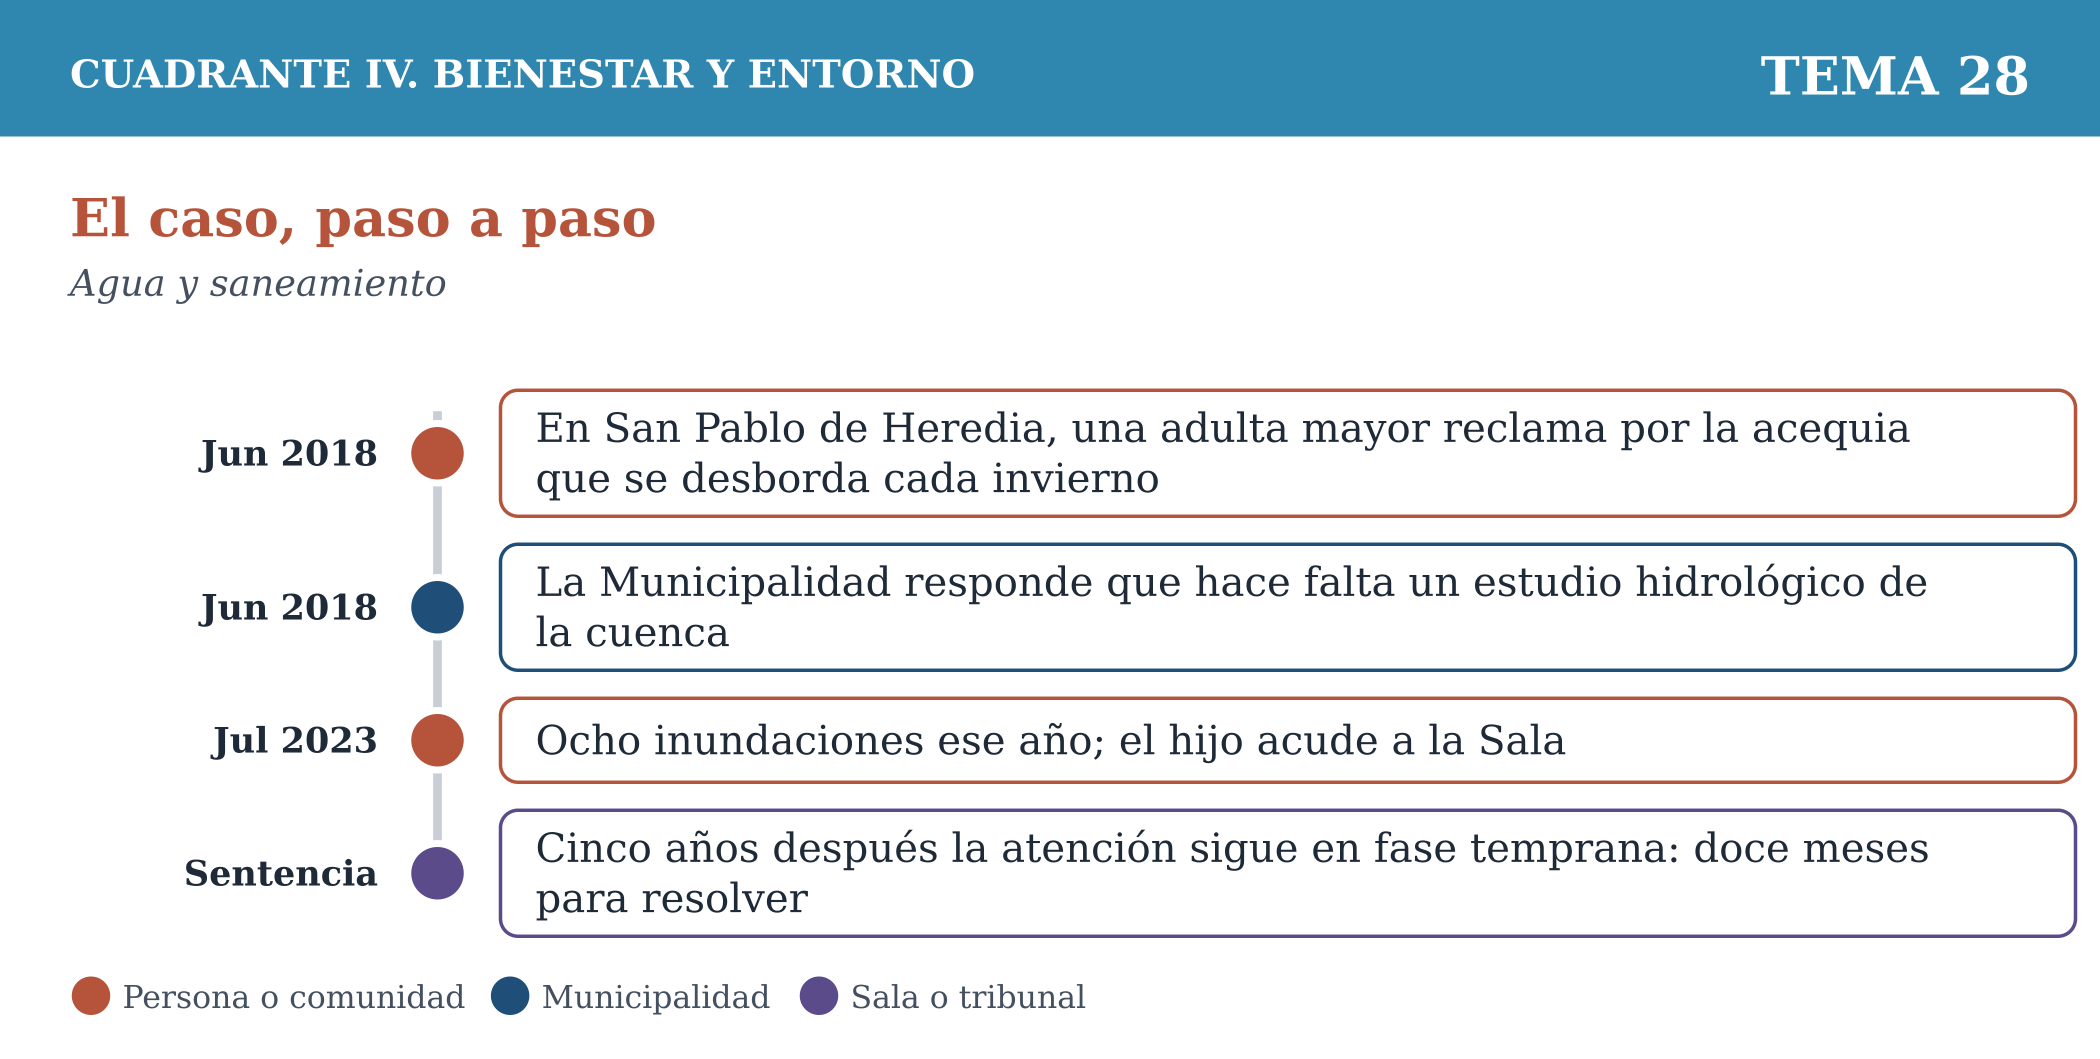 CUADRANTE IV. BIENESTAR Y ENTORNO
TEMA 28
El caso, paso a paso
Agua y saneamiento
Jun 2018
En San Pablo de Heredia, una adulta mayor reclama por la acequia
que se desborda cada invierno
Jun 2018
La Municipalidad responde que hace falta un estudio hidrológico de
la cuenca
Jul 2023
Ocho inundaciones ese año; el hijo acude a la Sala
Sentencia
Cinco años después la atención sigue en fase temprana: doce meses
para resolver
Persona o comunidad
Municipalidad
Sala o tribunal